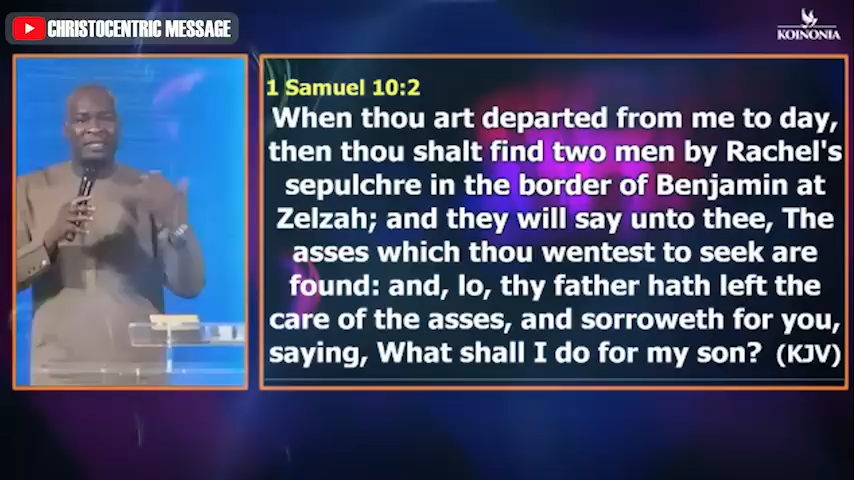 CHRISTOCENTRIC MESSAGE
KOINONIA
1 Samuel 10:2
When thou art departed from me to day,
then thou shalt find two men by Rachel's
sepulchre in the border of Benjamin at
Zelzah; and they will say unto thee, The
asses which thou wentest to seek are
found: and, lo, thy father hath left the
care of the asses, and sorroweth for you,
saying, What shall I do for my son? (KJV)